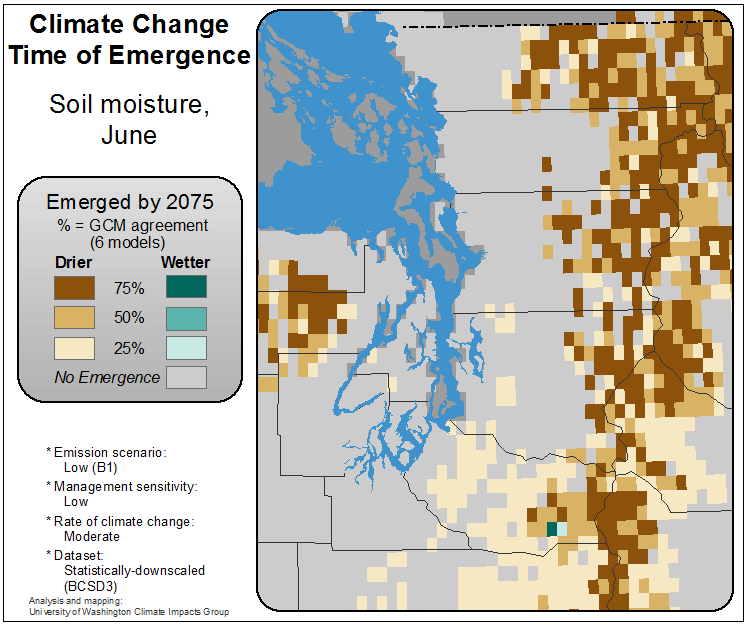 Climate Change
Time of Emergence
Soil moisture,
June
Emerged by 2075
% = GCM agreement
(6 models)
Drier Wetter
75%
50%
25%
No Emergence
* Emission scenario:
Low (B1)
* Management sensitivity:
Low
* Rate of climate change:
Moderate
* Dataset:
Statistically-downscaled
(BCSD3)
Analysis and mapping:
University of Washington Climate Impacts Group